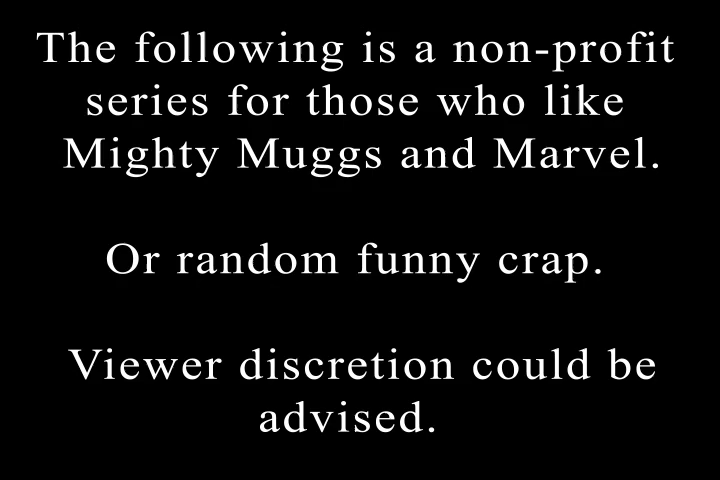 The following is a non-profit
series for those who like
Mighty Muggs and Marvel.
Or random funny crap.
Viewer discretion could be
advised.